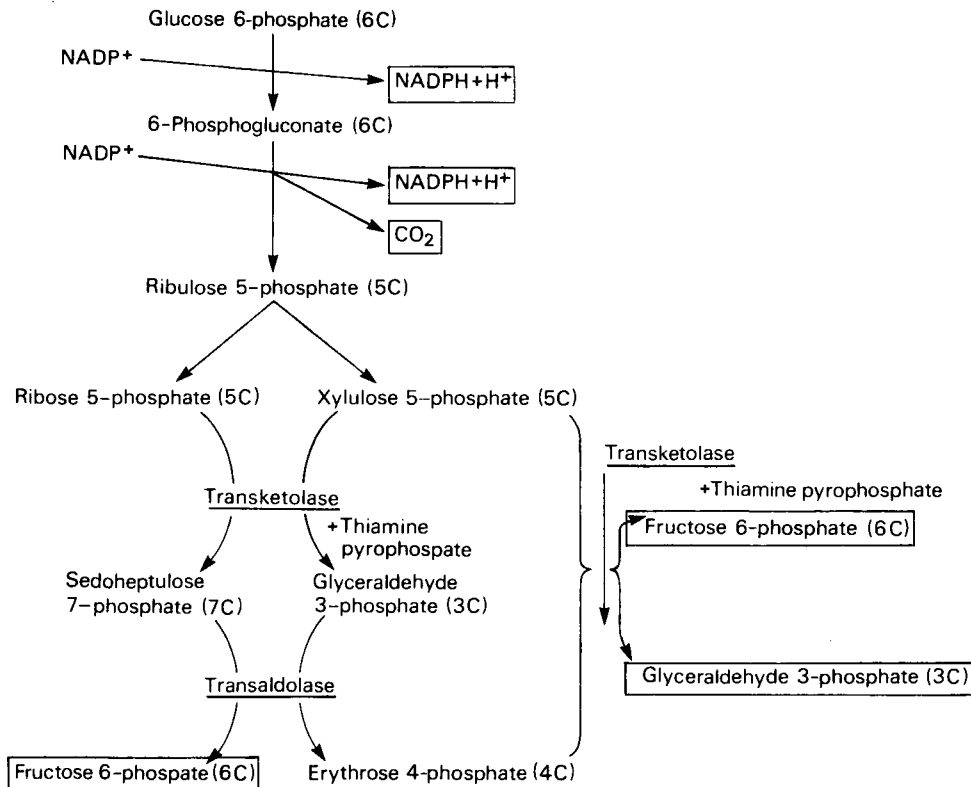 Glucose 6-phosphate (6C)
NADP+
NADPH+H+
6-Phosphogluconate (6C)
NADP+
NADPH+H+
CO2
Ribulose 5-phosphate (5C)
Ribose 5-phosphate (5C)
Xylulose 5-phosphate (5C)
Transketolase
+Thiamine
pyrophospate
Sedoheptulose
7-phosphate (7C)
Glyceraldehyde
3-phosphate (3C)
Transaldolase
Fructose 6-phospate (6C)
Erythrose 4-phosphate (4C)
Transketolase
+Thiamine pyrophosphate
Fructose 6-phosphate (6C)
Glyceraldehyde 3-phosphate (3C)